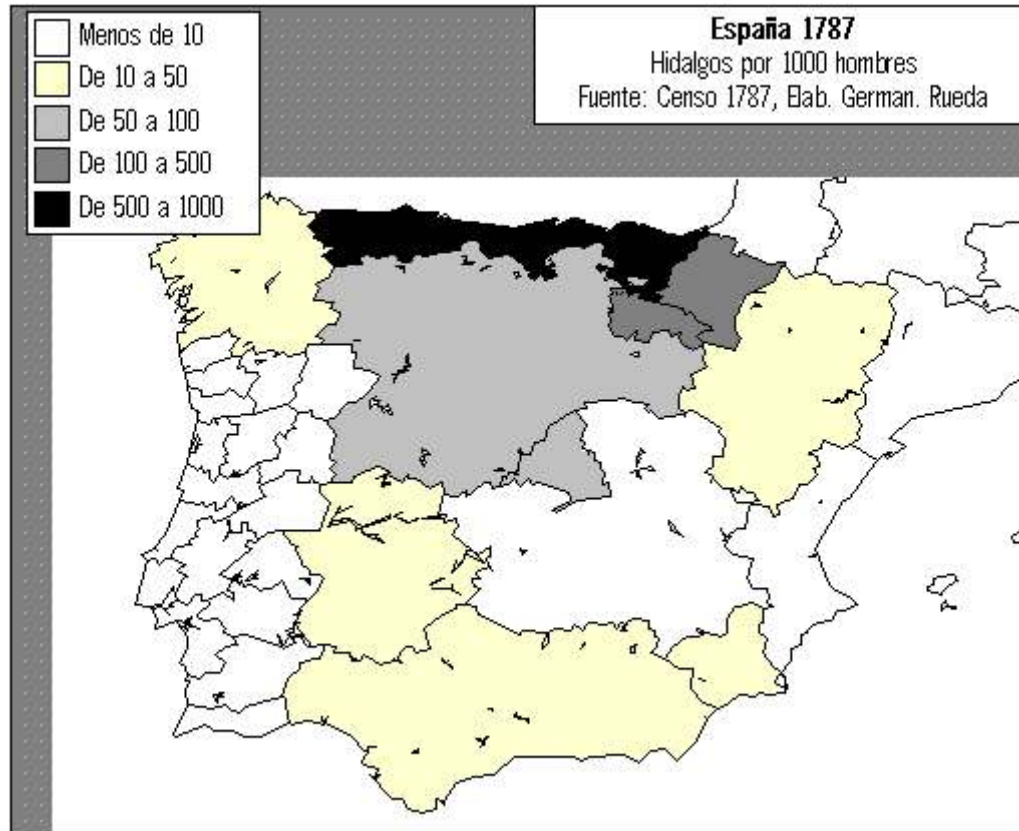 Menos de 10
De 10 a 50
De 50 a 100
De 100 a 500
De 500 a 1000
España 1787
Hidalgos por 1000 hombres
Fuente: Censo 1787, Elab. German. Rueda